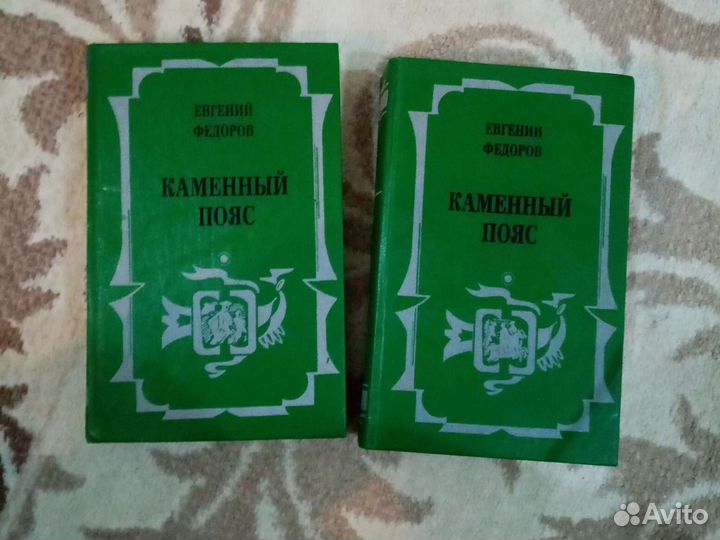 ЕВГЕНИЙ
ФЕДОРОВ
КАМЕННЫЙ
ПОЯС
ЕВГЕНИЙ
ФЕДОРОВ
КАМЕННЫЙ
ПОЯС
Avito